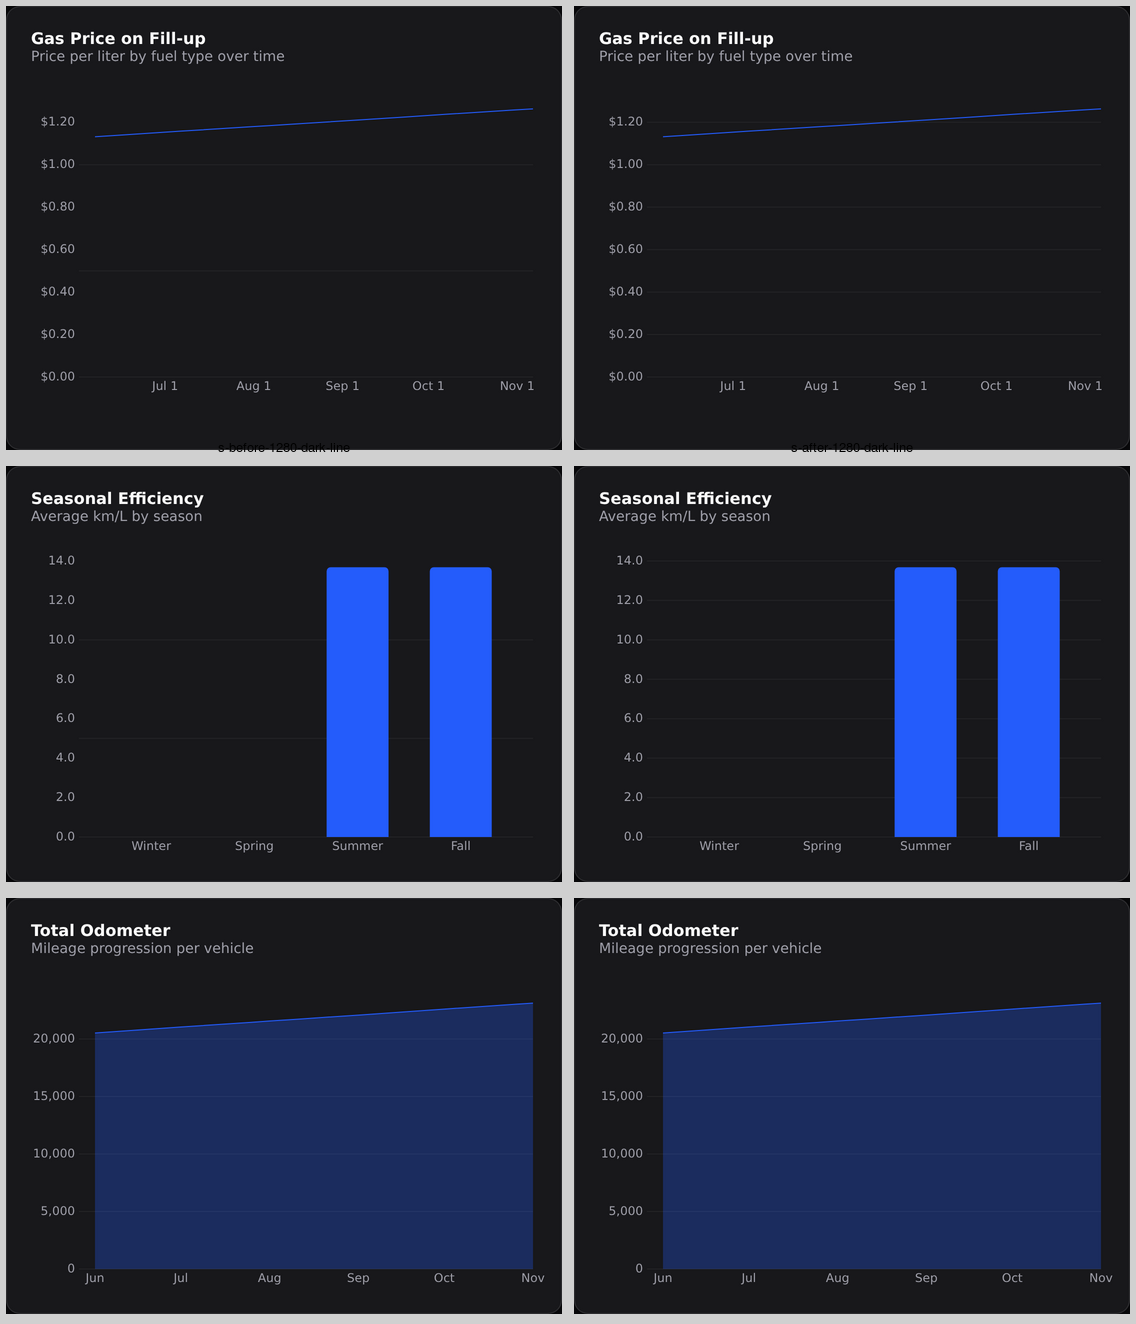 Gas Price on Fill-up
Price per liter by fuel type over time
$1.20
$1.00
$0.80
$0.60
$0.40
$0.20
$0.00
Jul 1 Aug 1 Sep 1 Oct 1 Nov 1
s-before-1280-dark-line
Gas Price on Fill-up
Price per liter by fuel type over time
$1.20
$1.00
$0.80
$0.60
$0.40
$0.20
$0.00
Jul 1 Aug 1 Sep 1 Oct 1 Nov 1
s-after-1280-dark-line
Seasonal Efficiency
Average km/L by season
14.0
12.0
10.0
8.0
6.0
4.0
2.0
0.0
Winter Spring Summer Fall
Seasonal Efficiency
Average km/L by season
14.0
12.0
10.0
8.0
6.0
4.0
2.0
0.0
Winter Spring Summer Fall
Total Odometer
Mileage progression per vehicle
20,000
15,000
10,000
5,000
0
Jun Jul Aug Sep Oct Nov
Total Odometer
Mileage progression per vehicle
20,000
15,000
10,000
5,000
0
Jun Jul Aug Sep Oct Nov